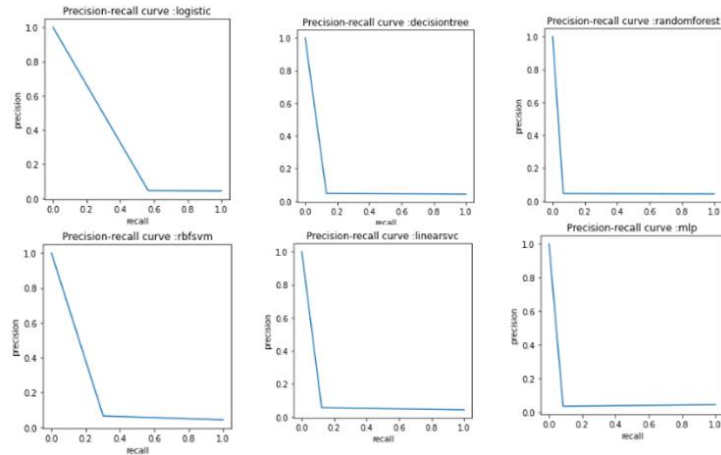 Precision-recall curve :logistic
1.0
0.8
0.6
0.4
0.2
0.0
precision
0.0 0.2 0.4 0.6 0.8 1.0
recall
Precision-recall curve :decisiontree
1.0
0.8
0.6
0.4
0.2
0.0
precision
0.0 0.2 0.4 0.6 0.8 1.0
recall
Precision-recall curve :randomforest
1.0
0.8
0.6
0.4
0.2
0.0
precision
0.0 0.2 0.4 0.6 0.8 1.0
recall
Precision-recall curve :rbfsvm
1.0
0.8
0.6
0.4
0.2
0.0
precision
0.0 0.2 0.4 0.6 0.8 1.0
recall
Precision-recall curve :linearsvc
1.0
0.8
0.6
0.4
0.2
0.0
precision
0.0 0.2 0.4 0.6 0.8 1.0
recall
Precision-recall curve :mlp
1.0
0.8
0.6
0.4
0.2
0.0
precision
0.0 0.2 0.4 0.6 0.8 1.0
recall